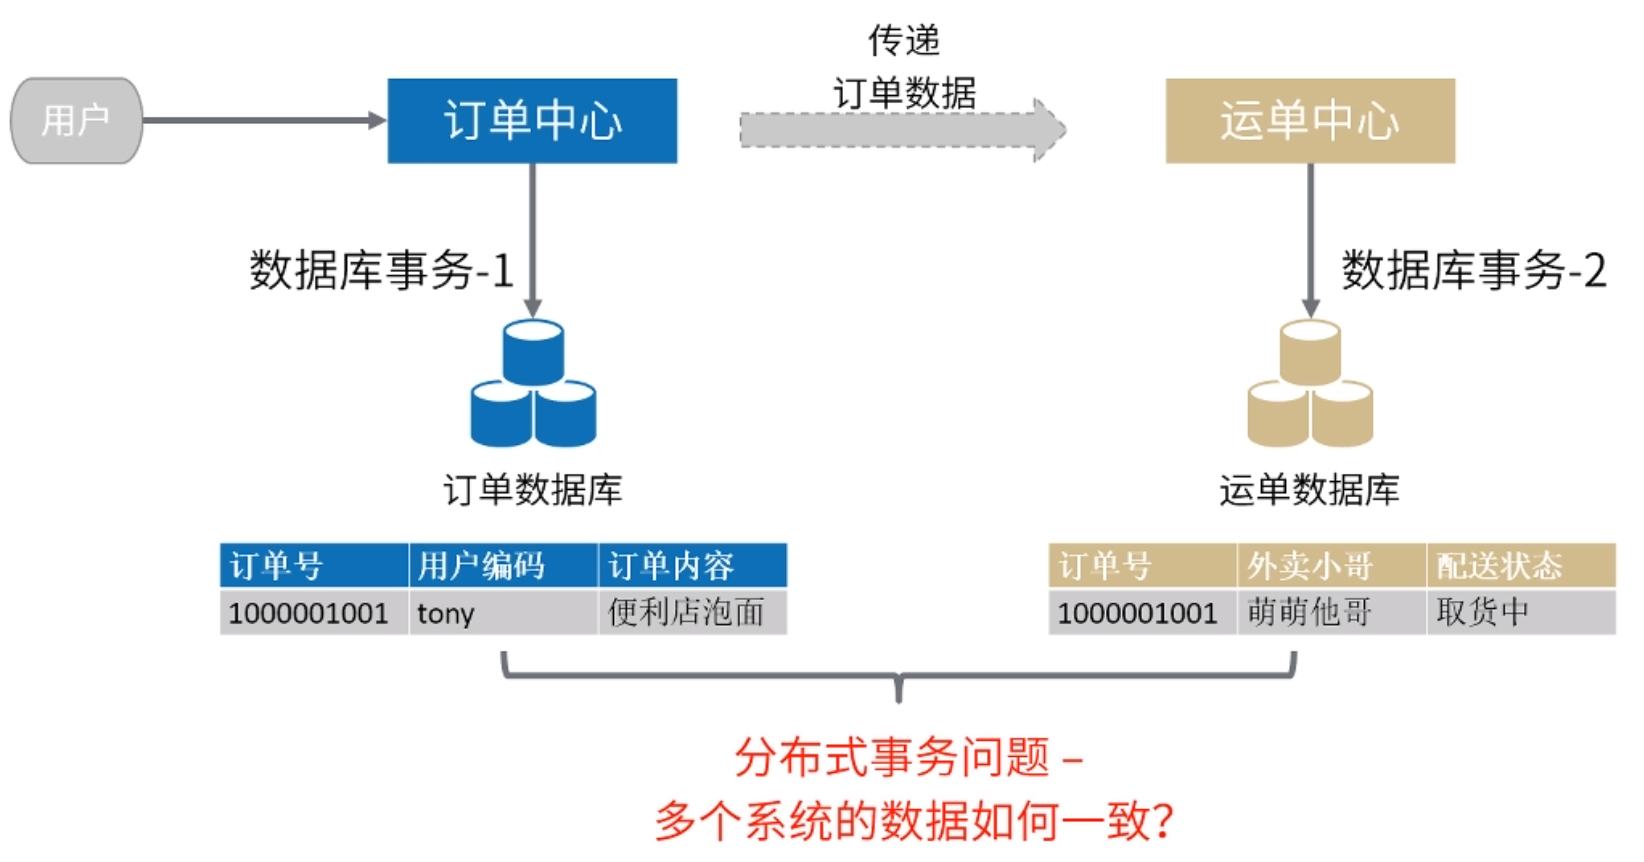 传递
订单数据
用户
订单中心
运单中心
数据库事务-1
数据库事务-2
订单数据库
运单数据库
订单号 用户编码 订单内容
1000001001 tony 便利店泡面
订单号 外卖小哥 配送状态
1000001001 萌萌他哥 取货中
分布式事务问题 –
多个系统的数据如何一致？